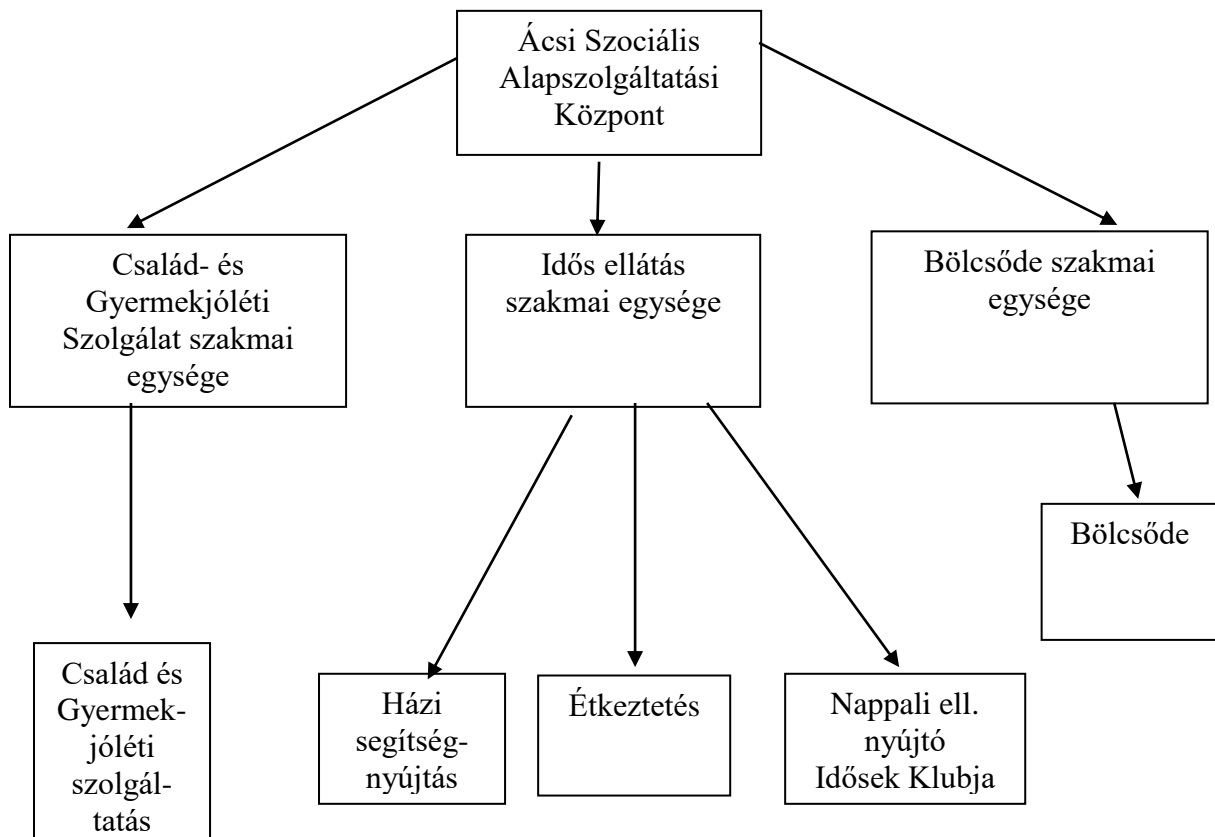 Ácsi Szociális
Alapszolgáltatási
Központ
Család- és
Gyermekjóléti
Szolgálat szakmai
egysége
Idős ellátás
szakmai egysége
Bölcsőde szakmai
egysége
Bölcsőde
Család és
Gyermek-
jóléti
szolgál-
tatás
Házi
segítség-
nyújtás
Étkeztetés
Nappali ell.
nyújtó
Idősek Klubja